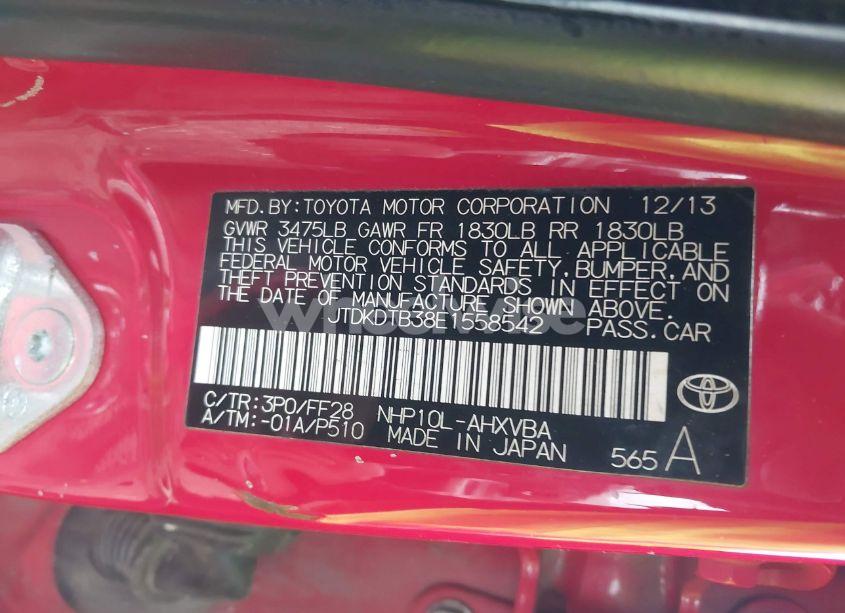 MFD.BY:TOYOTA MOTOR CORPORATION 12/13
GVWR 3475LB GAWR FR 1830LB RR 1830LB
THIS VEHICLE CONFORMS TO ALL APPLICABLE
FEDERAL MOTOR VEHICLE SAFETY,BUMPER,AND
THEFT PREVENTION STANDARDS IN EFFECT ON
THE DATE OF MANUFACTURE SHOWN ABOVE.
JTDKDTB38E1558542 PASS.CAR
C/TR:3P0/FF28 NHP10L-AHXVBA
A/TM:-01A/P510 MADE IN JAPAN
565 A